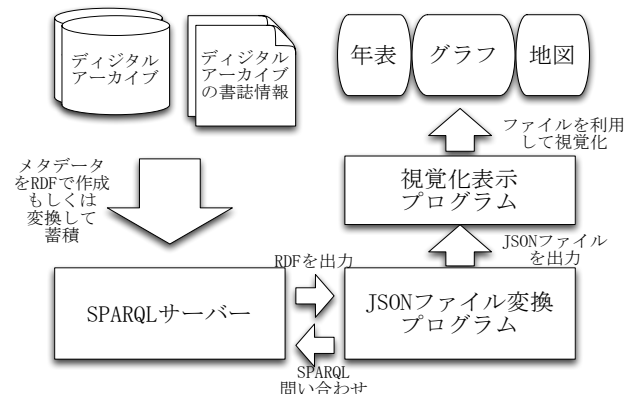 ディジタル
アーカイブ
ディジタル
アーカイブ
の書誌情報
年表
グラフ
地図
ファイルを利用
して視覚化
メタデータ
をRDFで作成
もしくは
変換して
蓄積
視覚化表示
プログラム
JSONファイル
を出力
RDFを出力
SPARQLサーバー
JSONファイル変換
プログラム
SPARQL
問い合わせ